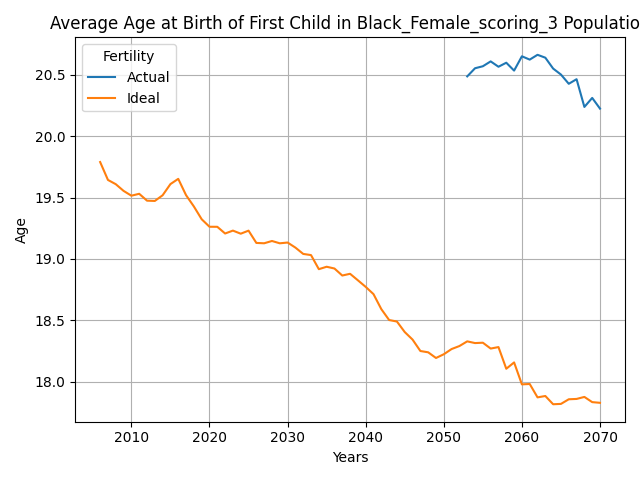 Average Age at Birth of First Child in Black_Female_scoring_3 Populatio
Fertility
Actual
Ideal
20.5
20.0
19.5
19.0
18.5
18.0
Age
2010 2020 2030 2040 2050 2060 2070
Years